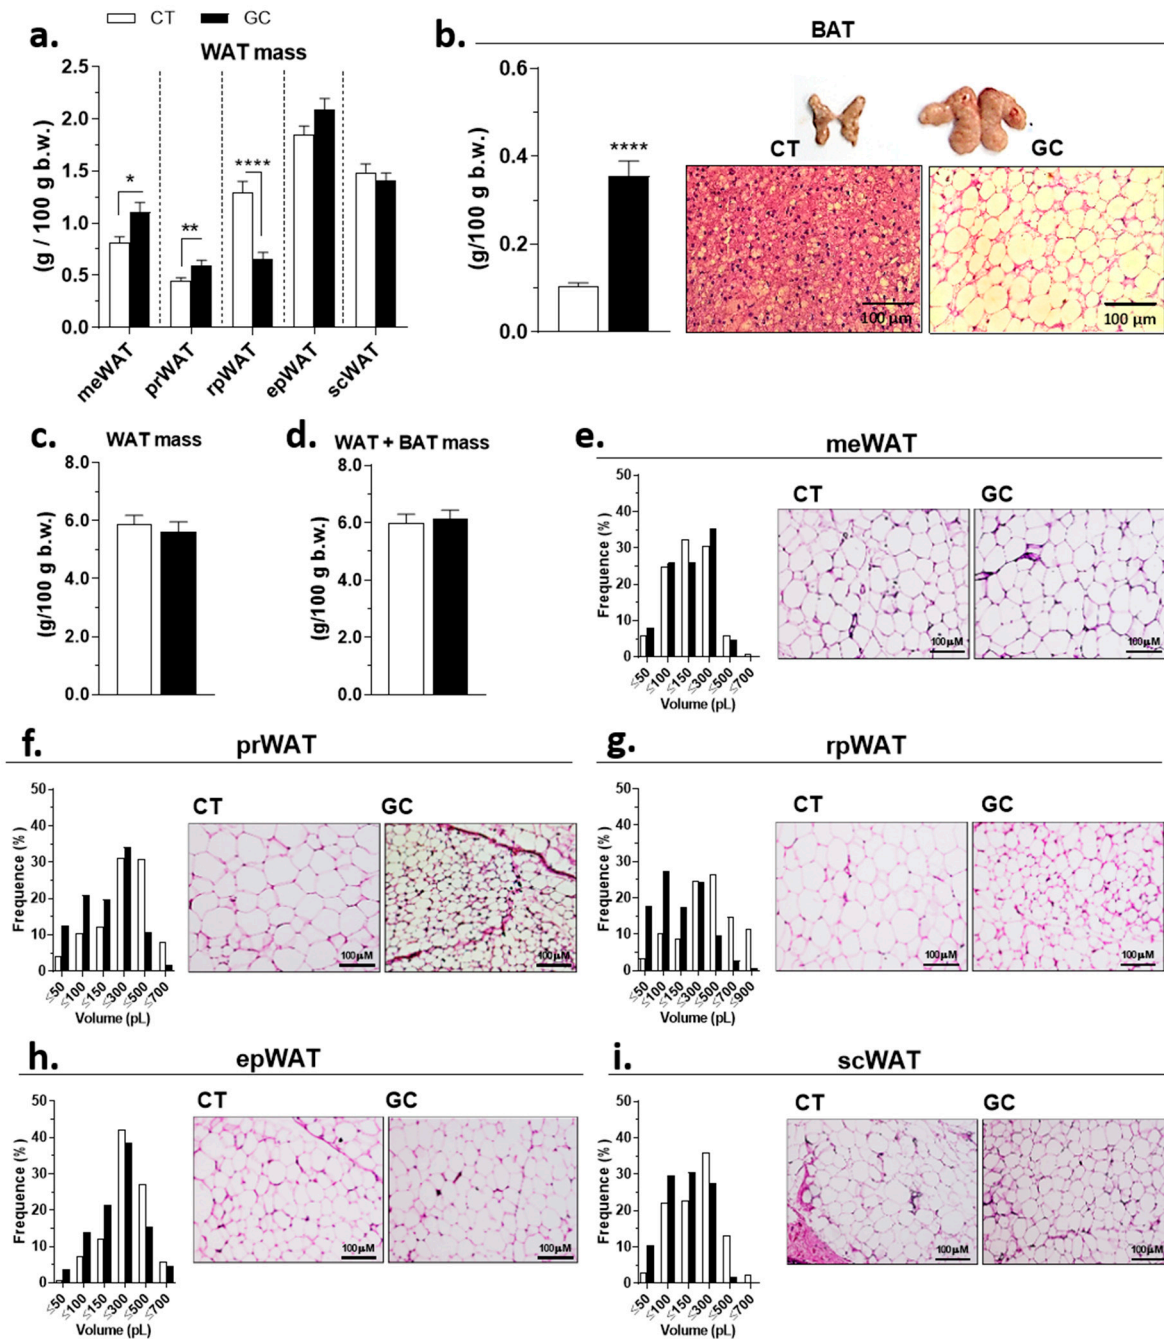 CT GC
a.
WAT mass
(g / 100 g b.w.)
2.5
2.0
1.5
1.0
0.5
0.0
*
**
****
meWAT prWAT rpWAT epWAT scWAT
b.
BAT
(g/100 g b.w.)
0.6
0.4
0.2
0.0
****
CT GC
100 µm 100 µm
c.
WAT mass
(g/100 g b.w.)
8.0
6.0
4.0
2.0
0.0
d.
WAT + BAT mass
(g/100 g b.w.)
8.0
6.0
4.0
2.0
0.0
e.
meWAT
Frequence (%)
50
40
30
20
10
0
≤50 ≤100 ≤150 ≤300 ≤500 ≤700
Volume (pL)
CT GC
100µM 100µM
f.
prWAT
Frequence (%)
50
40
30
20
10
0
≤50 ≤100 ≤150 ≤300 ≤500 ≤700
Volume (pL)
CT GC
100µM 100µM
g.
rpWAT
Frequence (%)
50
40
30
20
10
0
≤50 ≤100 ≤150 ≤300 ≤500 ≤700 ≤900
Volume (pL)
CT GC
100µM 100µM
h.
epWAT
Frequence (%)
50
40
30
20
10
0
≤50 ≤100 ≤150 ≤300 ≤500 ≤700
Volume (pL)
CT GC
100µM 100µM
i.
scWAT
Frequence (%)
50
40
30
20
10
0
≤50 ≤100 ≤150 ≤300 ≤500 ≤700
Volume (pL)
CT GC
100µM 100µM